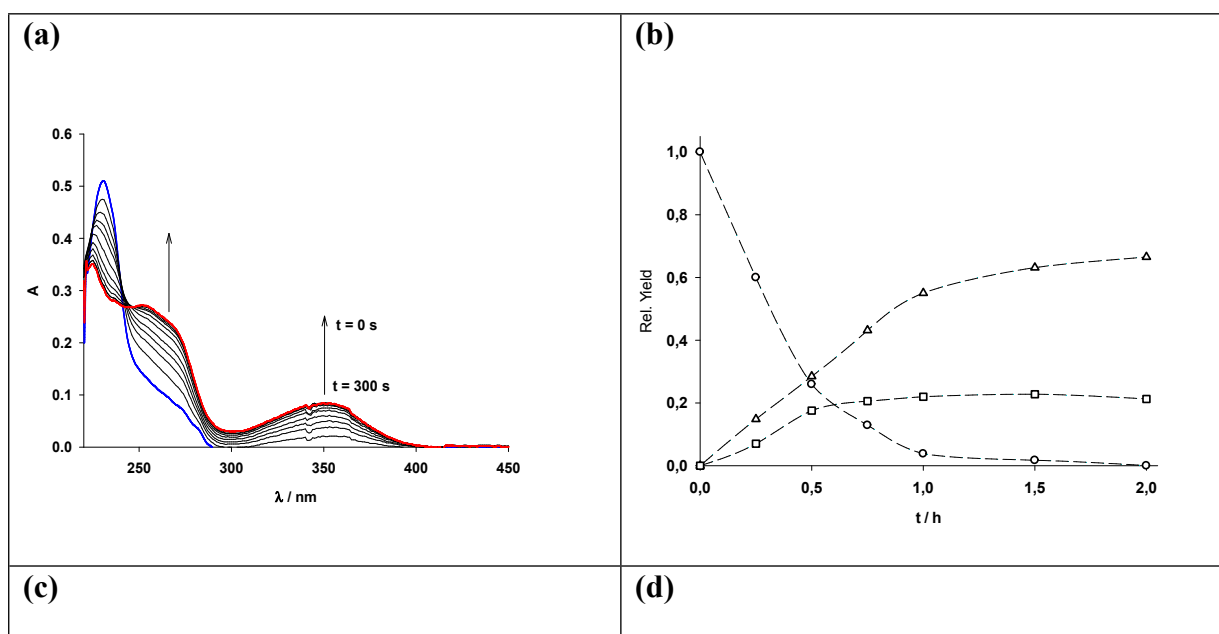 (a)
0.6
0.5
0.4
0.3
0.2
0.1
0.0
A
t = 0 s
t = 300 s
250
300
350
400
450
λ / nm
(b)
1,0
0,8
0,6
0,4
0,2
0,0
Rel. Yield
0,0
0,5
1,0
1,5
2,0
t / h
(c)
(d)